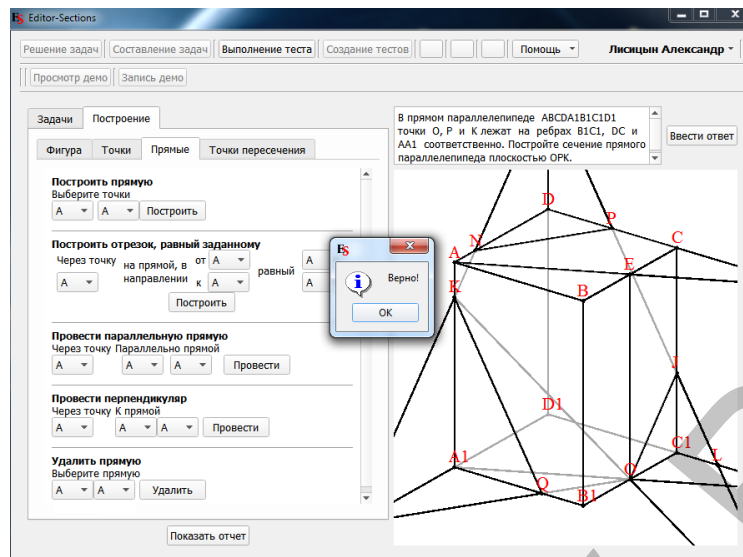 Editor-Sections
Решение задач Составление задач Выполнение теста Создание тестов Помощь Лисицын Александр
Просмотр демо Запись демо
Задачи Построение
Фигура Точки Прямые Точки пересечения
Построить прямую
Выберите точки
A A Построить
Построить отрезок, равный заданному
Через точку на прямой, в направлении от A к A равный A A
A
Построить
Провести параллельную прямую
Через точку Параллельно прямой
A A A Провести
Провести перпендикуляр
Через точку К прямой
A A A Провести
Удалить прямую
Выберите прямую
A A Удалить
Показать отчет
В прямом параллелепипеде ABCDA1B1C1D1
точки O, P и K лежат на ребрах B1C1, DC и
AA1 соответственно. Постройте сечение прямого
параллелепипеда плоскостью OPK.
Ввести ответ
Верно!
OK
D
P
N
C
A
E
K
B
J
D1
C1
L
A1
O
Q
B1